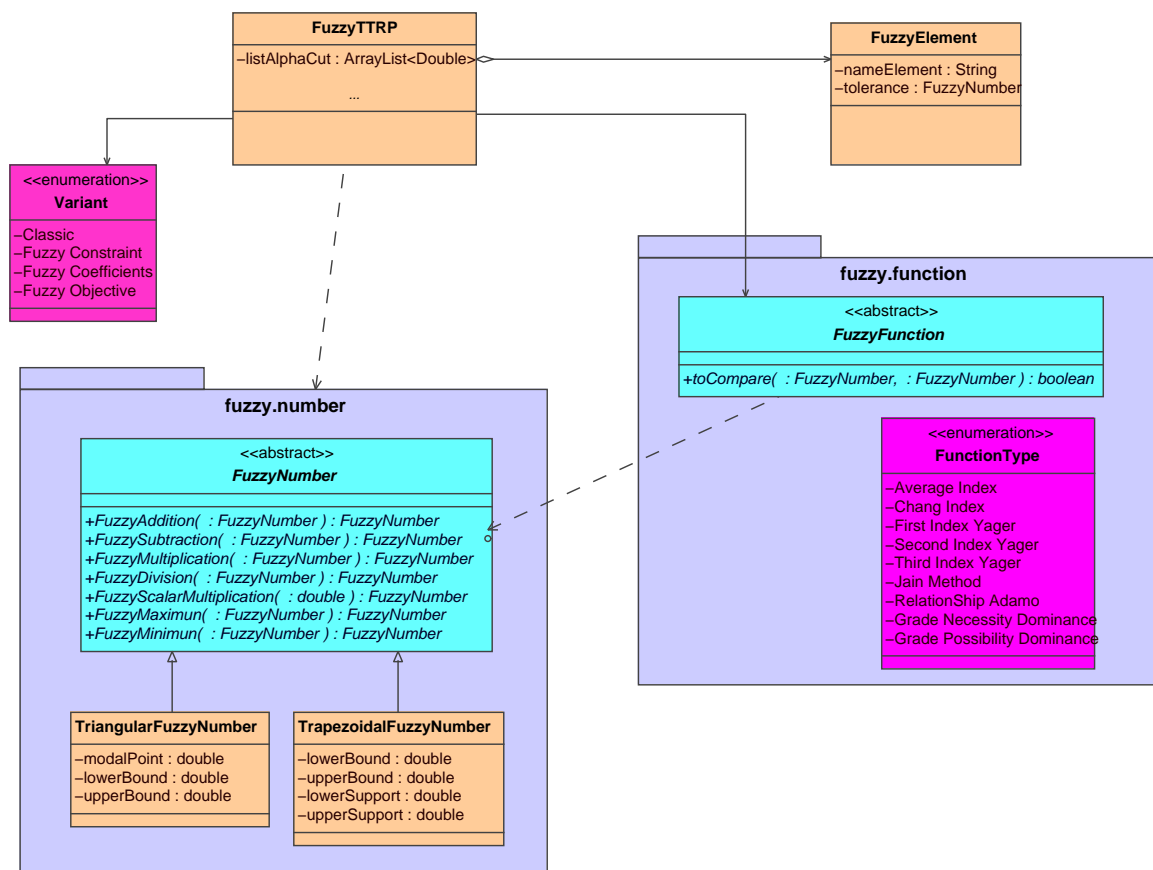 FuzzyTTRP
–listAlphaCut : ArrayList<Double>
...
FuzzyElement
–nameElement : String
–tolerance : FuzzyNumber
<<enumeration>>
Variant
–Classic
–Fuzzy Constraint
–Fuzzy Coefficients
–Fuzzy Objective
fuzzy.function
<<abstract>>
FuzzyFunction
+toCompare( : FuzzyNumber, : FuzzyNumber ) : boolean
<<enumeration>>
FunctionType
–Average Index
–Chang Index
–First Index Yager
–Second Index Yager
–Third Index Yager
–Jain Method
–RelationShip Adamo
–Grade Necessity Dominance
–Grade Possibility Dominance
fuzzy.number
<<abstract>>
FuzzyNumber
+FuzzyAddition( : FuzzyNumber ) : FuzzyNumber
+FuzzySubtraction( : FuzzyNumber ) : FuzzyNumber
+FuzzyMultiplication( : FuzzyNumber ) : FuzzyNumber
+FuzzyDivision( : FuzzyNumber ) : FuzzyNumber
+FuzzyScalarMultiplication( : double ) : FuzzyNumber
+FuzzyMaximun( : FuzzyNumber ) : FuzzyNumber
+FuzzyMinimun( : FuzzyNumber ) : FuzzyNumber
TriangularFuzzyNumber
–modalPoint : double
–lowerBound : double
–upperBound : double
TrapezoidalFuzzyNumber
–lowerBound : double
–upperBound : double
–lowerSupport : double
–upperSupport : double